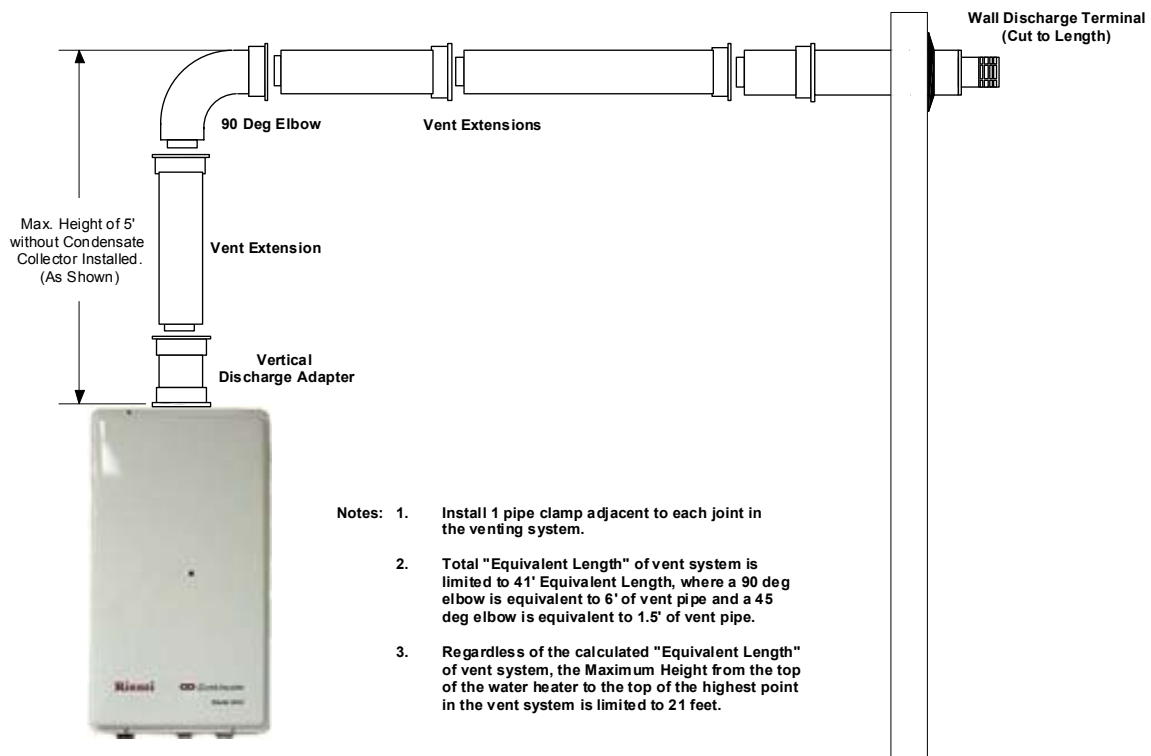 Wall Discharge Terminal
(Cut to Length)
90 Deg Elbow
Vent Extensions
Max. Height of 5'
without Condensate
Collector Installed.
(As Shown)
Vent Extension
Vertical
Discharge Adapter
Notes: 1. Install 1 pipe clamp adjacent to each joint in
the venting system.
2. Total "Equivalent Length" of vent system is
limited to 41' Equivalent Length, where a 90 deg
elbow is equivalent to 6' of vent pipe and a 45
deg elbow is equivalent to 1.5' of vent pipe.
3. Regardless of the calculated "Equivalent Length"
of vent system, the Maximum Height from the top
of the water heater to the top of the highest point
in the vent system is limited to 21 feet.
Rinnai